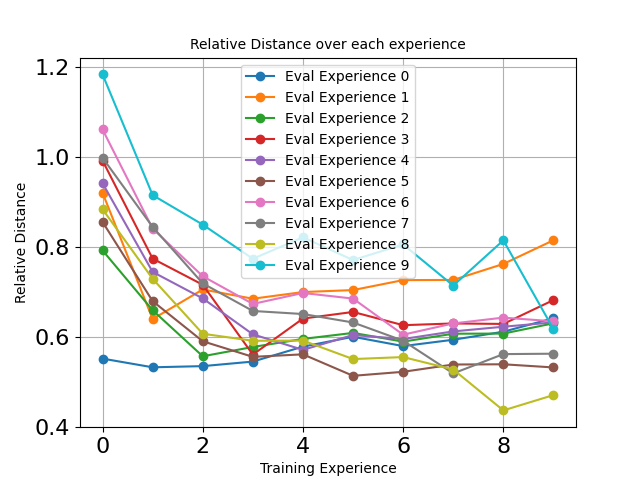 Relative Distance over each experience
1.2
1.0
0.8
0.6
0.4
Relative Distance
Eval Experience 0
Eval Experience 1
Eval Experience 2
Eval Experience 3
Eval Experience 4
Eval Experience 5
Eval Experience 6
Eval Experience 7
Eval Experience 8
Eval Experience 9
0 2 4 6 8
Training Experience